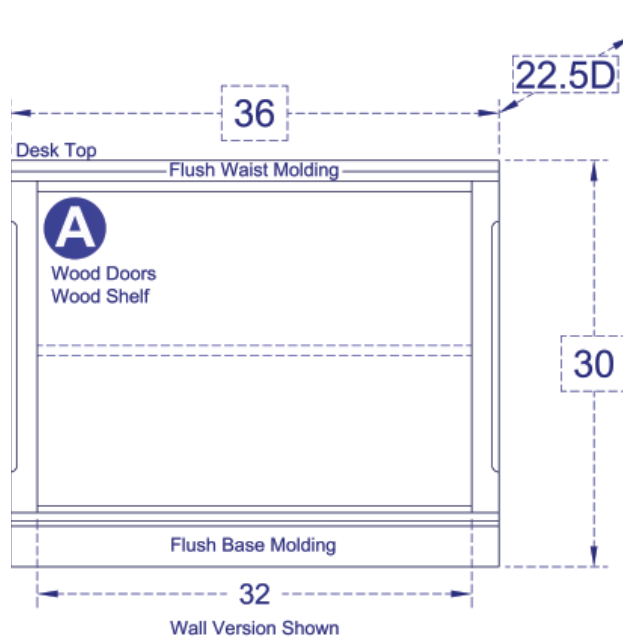 22.5D
36
Desk Top
Flush Waist Molding
A
Wood Doors
Wood Shelf
30
Flush Base Molding
32
Wall Version Shown